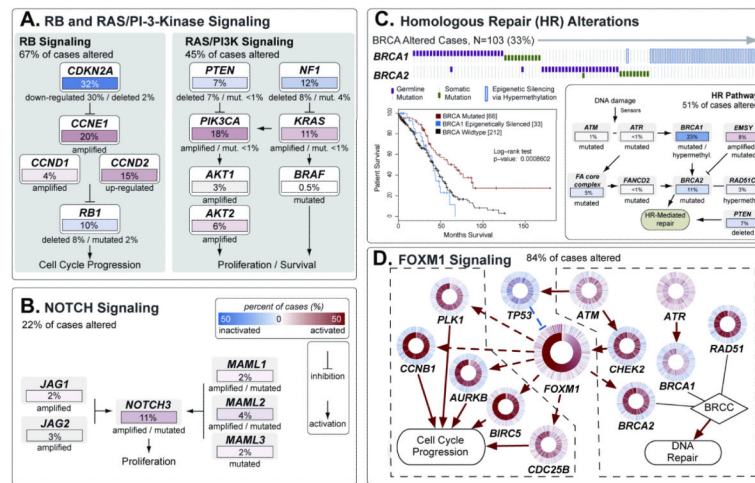 A. RB and RAS/PI-3-Kinase Signaling
RB Signaling
67% of cases altered
CDKN2A
32%
down-regulated 30% / deleted 2%
CCNE1
20%
amplified
CCND1
4%
amplified
CCND2
15%
up-regulated
RB1
10%
deleted 8% / mutated 2%
Cell Cycle Progression
RAS/PI3K Signaling
45% of cases altered
PTEN
7%
deleted 7% / mut. <1%
NF1
12%
deleted 8% / mut. 4%
PIK3CA
18%
amplified / mut. <1%
KRAS
11%
amplified / mut. <1%
AKT1
3%
amplified
BRAF
0.5%
mutated
AKT2
6%
amplified
Proliferation / Survival
B. NOTCH Signaling
22% of cases altered
percent of cases (%)
50
50
inactivated
activated
inhibition
activation
JAG1
2%
amplified
JAG2
3%
amplified
NOTCH3
11%
amplified / mutated
MAML1
2%
amplified / mutated
MAML2
4%
amplified / mutated
MAML3
2%
mutated
Proliferation
C. Homologous Repair (HR) Alterations
BRCA Altered Cases, N=103 (33%)
BRCA1
BRCA2
Germline
Mutation
Somatic
Mutation
Epigenetic Silencing
via Hypermethylation
BRCA Mutated [66]
BRCA1 Epigenetically Silenced [33]
BRCA Wildtype [212]
Log-rank test
p-value: 0.0008602
Patient Survival
0
50
100
150
Months Survival
HR Pathway
51% of cases altere
DNA damage
Sensors
ATM
1%
mutated
ATR
<1%
mutated
BRCA1
23%
mutated /
hypermethyl.
EMSY
8%
amplified
mutated
FA core
complex
5%
mutated
FANCD2
<1%
mutated
BRCA2
11%
mutated
RAD51C
3%
hypermeth
HR-Mediated
repair
PTEN
7%
deleted
D. FOXM1 Signaling
84% of cases altered
PLK1
TP53
ATM
ATR
CCNB1
FOXM1
CHEK2
RAD51
AURKB
BRCA1
BIRC5
BRCA2
BRCC
CDC25B
Cell Cycle
Progression
DNA
Repair